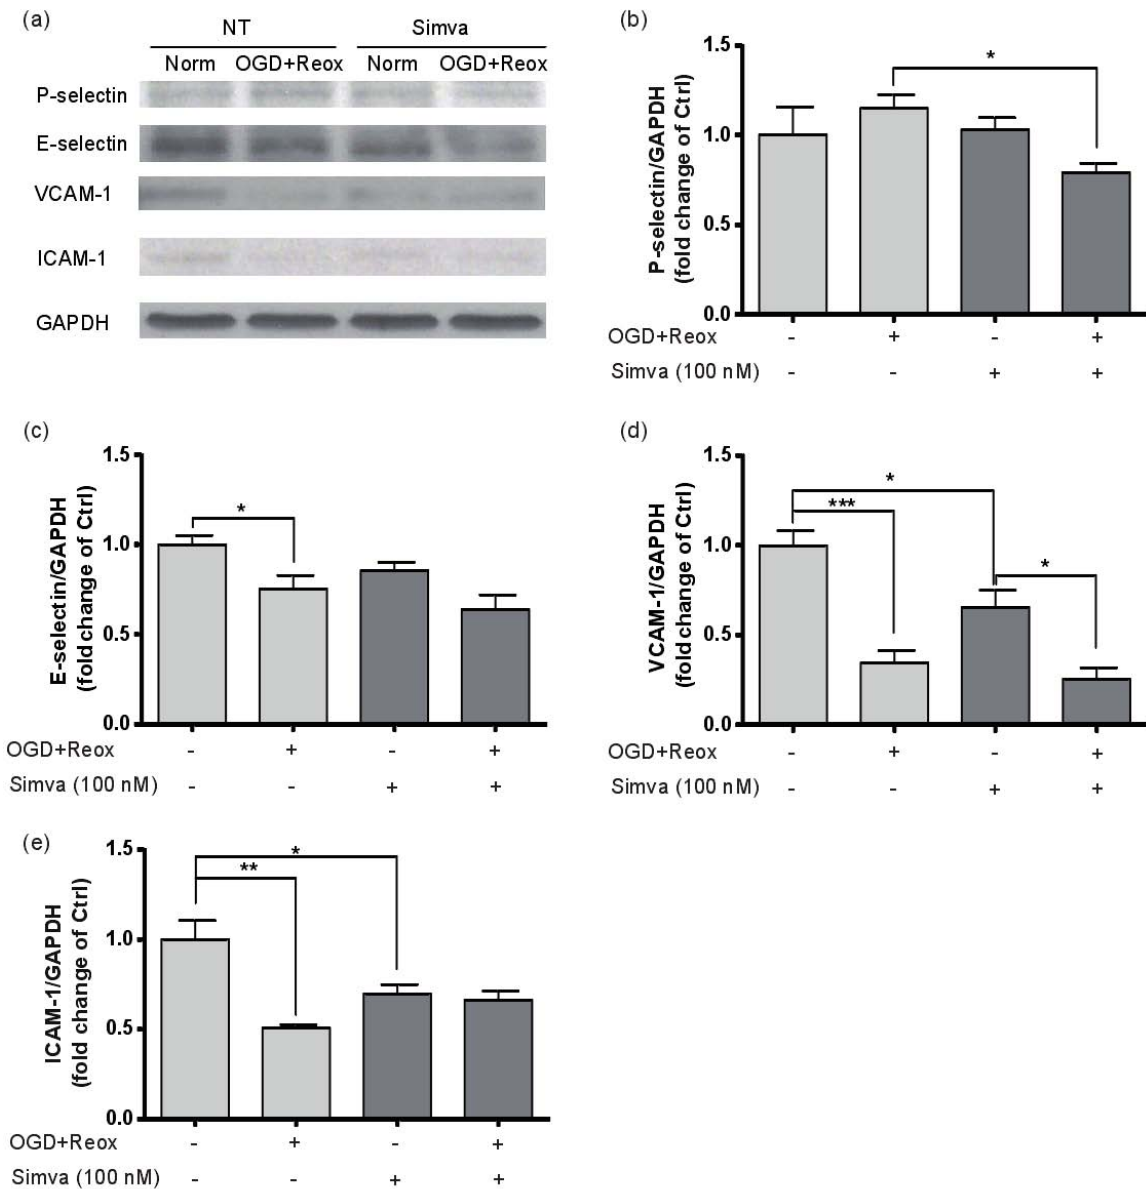 (a)
NT Simva
Norm OGD+Reox Norm OGD+Reox
P-selectin
E-selectin
VCAM-1
ICAM-1
GAPDH
(b)
P-selectin/GAPDH
(fold change of Ctrl)
1.5
1.0
0.5
0.0
*
OGD+Reox - + - +
Simva (100 nM) - - + +
(c)
E-selectin/GAPDH
(fold change of Ctrl)
1.5
1.0
0.5
0.0
*
OGD+Reox - + - +
Simva (100 nM) - - + +
(d)
VCAM-1/GAPDH
(fold change of Ctrl)
1.5
1.0
0.5
0.0
*
***
*
OGD+Reox - + - +
Simva (100 nM) - - + +
(e)
ICAM-1/GAPDH
(fold change of Ctrl)
1.5
1.0
0.5
0.0
*
**
OGD+Reox - + - +
Simva (100 nM) - - + +